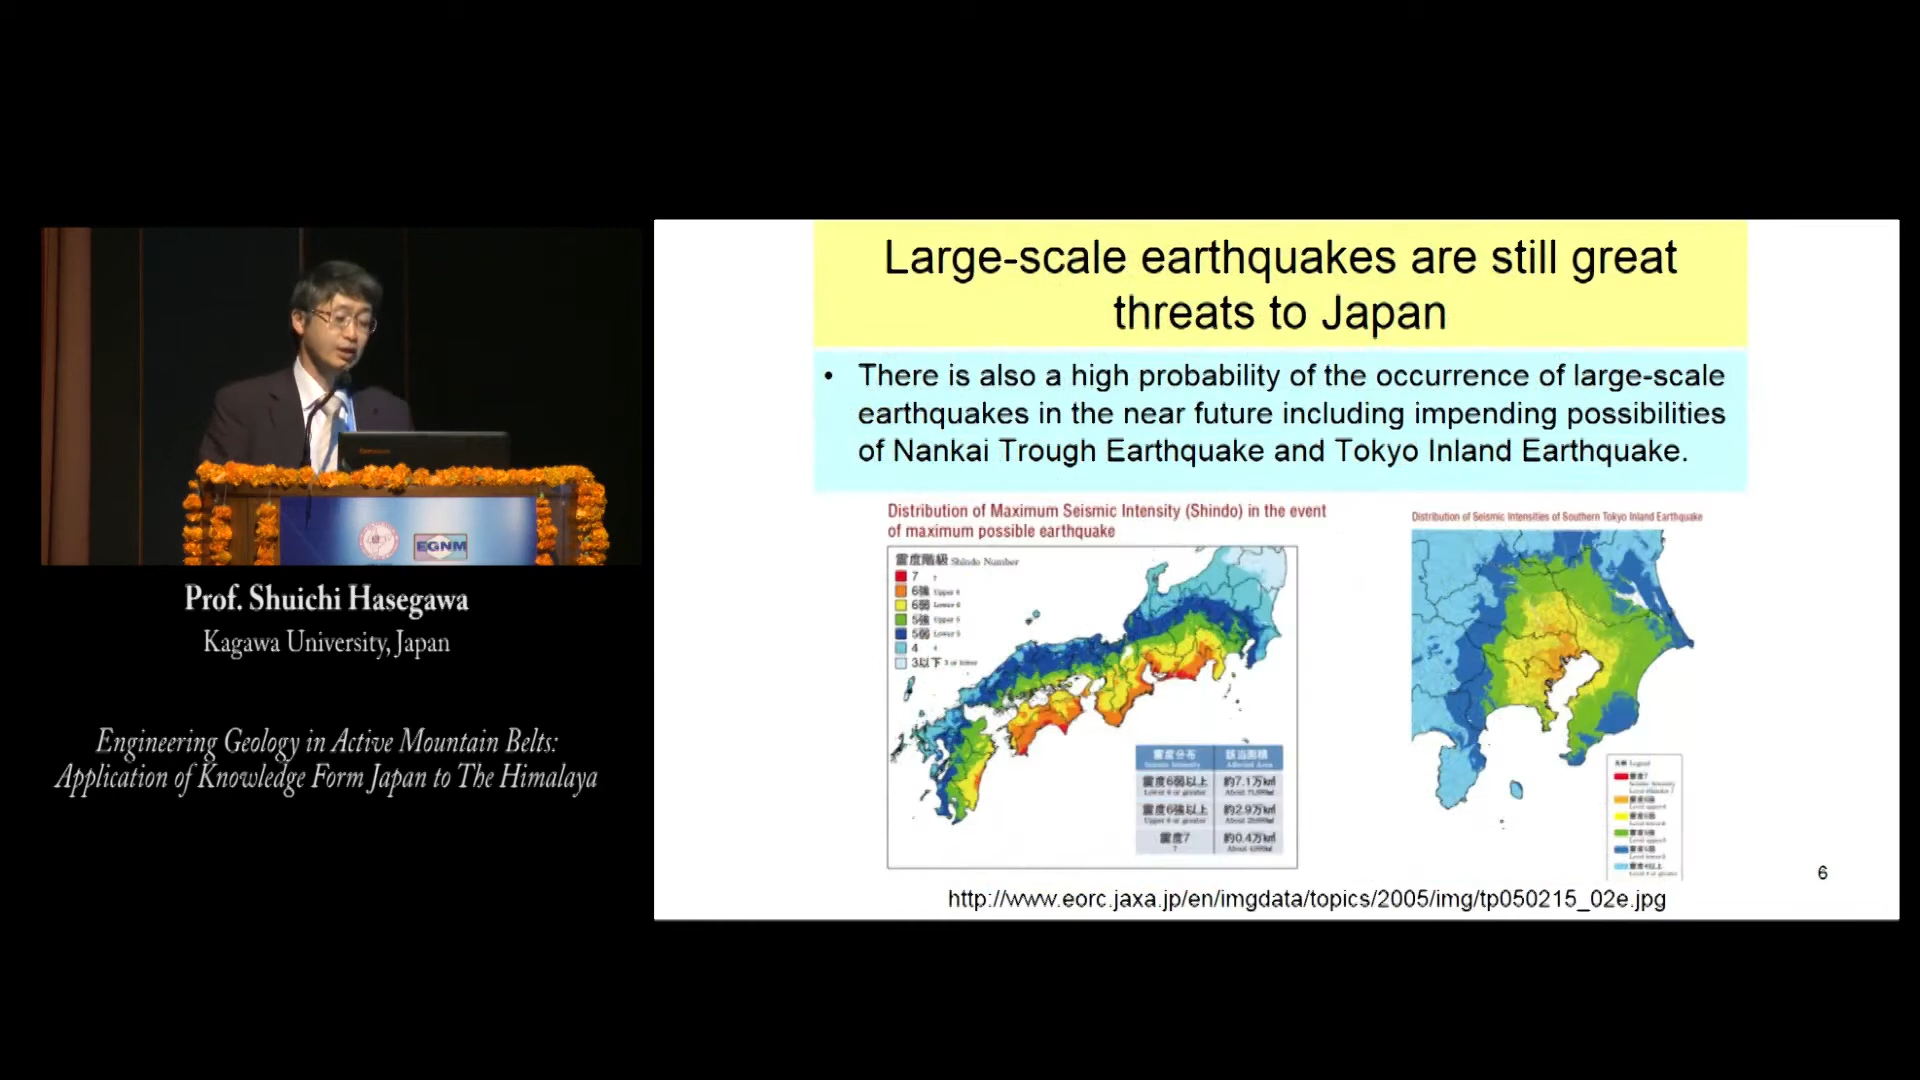 Large-scale earthquakes are still great
threats to Japan
• There is also a high probability of the occurrence of large-scale
earthquakes in the near future including impending possibilities
of Nankai Trough Earthquake and Tokyo Inland Earthquake.
Distribution of Maximum Seismic Intensity (Shindo) in the event
of maximum possible earthquake
震度階級 Shindo Number
7 7
6強 Upper 6
6弱 Lower 6
5強 Upper 5
5弱 Lower 5
4 4
3以下 3 or lower
震度分布 該当面積
Seismic Intensity Affected Area
震度6弱以上 約7.1万km²
Lower 6 or greater
震度6強以上 約2.9万km²
Upper 6 or greater
震度7 約0.4万km²
7
Distribution of Seismic Intensities of Southern Tokyo Inland Earthquake
Legend
震度7
6
http://www.eorc.jaxa.jp/en/imgdata/topics/2005/img/tp050215_02e.jpg
EGNM
Prof. Shuichi Hasegawa
Kagawa University, Japan
Engineering Geology in Active Mountain Belts:
Application of Knowledge Form Japan to The Himalaya